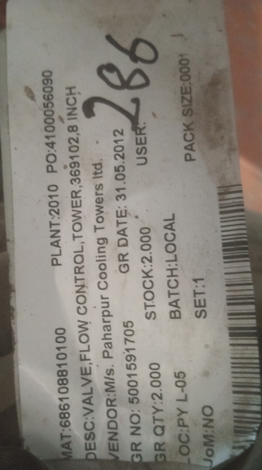 MAT:686108810100 PLANT:2010 PO:4100056090
DESC:VALVE,FLOW CONTROL,TOWER,369102,8 INCH
VENDOR:M/s. Paharpur Cooling Towers ltd.
GR NO: 5001591705 GR DATE: 31.05.2012
GR QTY:2.000 STOCK:2.000 USER:
LOC:PY L-05 BATCH:LOCAL PACK SIZE:0001
UoM:NO SET:1
286